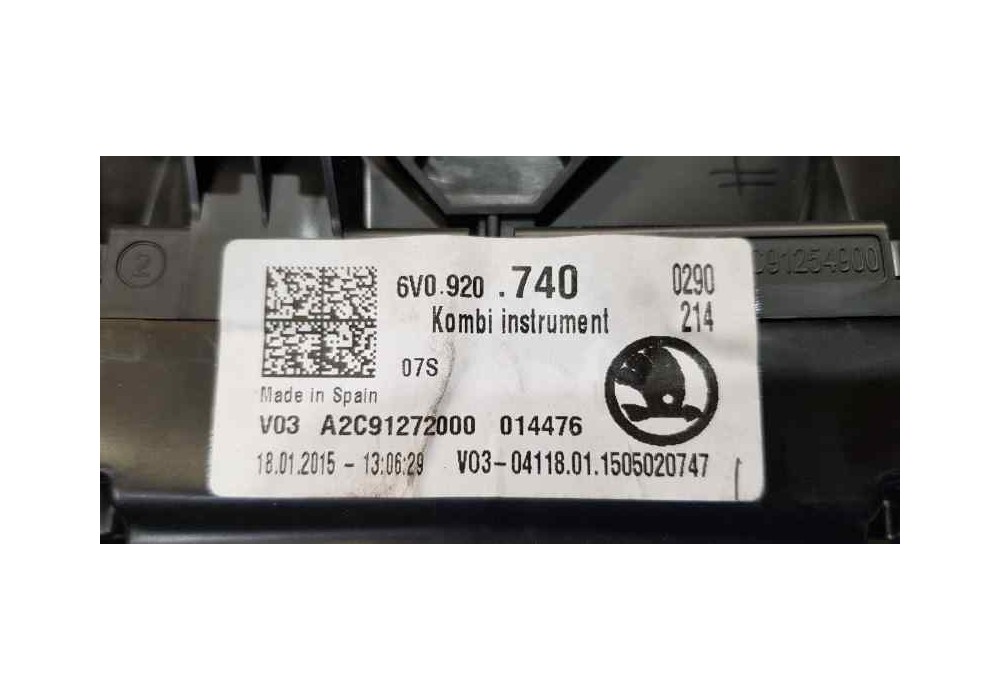 2
C91254900
6V0.920 .740 0290
Kombi instrument 214
07S
Made in Spain
V03 A2C91272000 014476
18.01.2015 - 13:06:29 V03-04118.01.1505020747